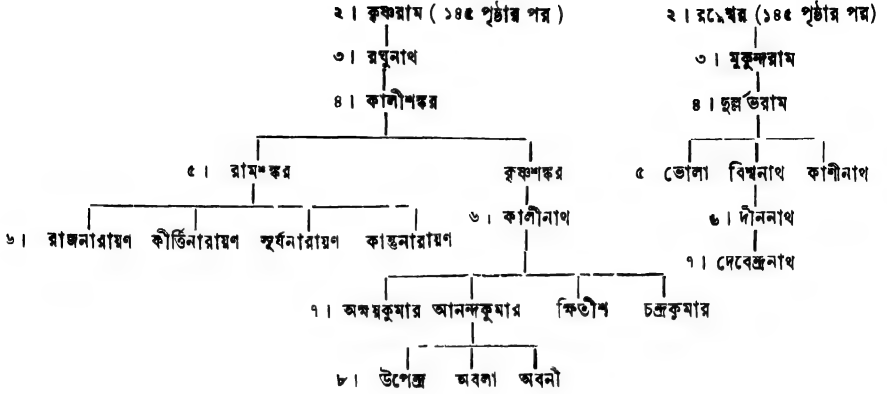 ২। কৃষ্ণরাম ( ১৪৫ পৃষ্ঠার পর )
৩। রঘুনাথ
৪। কালীশঙ্কর
৫। রামশঙ্কর কৃষ্ণশঙ্কর
৬। রাজনারায়ণ কীর্ত্তিনারায়ণ সূর্যনারায়ণ কান্তনারায়ণ
৬। কালীনাথ
৭। অক্ষয়কুমার আনন্দকুমার ক্ষিতীশ চন্দ্রকুমার
৮। উপেন্দ্র অবলা অবনী
২। (১৪৫ পৃষ্ঠার পর)
৩। মুকুন্দরাম
৪। দুর্ল্লভরাম
৫ ভোলা বিশ্বনাথ কাশীনাথ
৬। দীননাথ
৭। দেবেন্দ্রনাথ